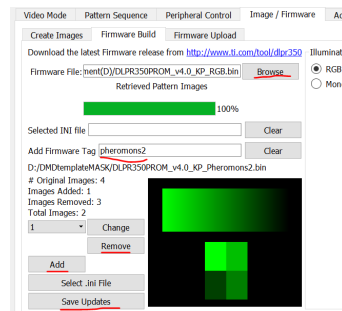 Video Mode Pattern Sequence Peripheral Control Image / Firmware Ad
Create Images Firmware Build Firmware Upload
Download the latest Firmware release from http://www.ti.com/tool/dlpr350 Illuminat
Firmware File: ment(D)/DLPR350PROM_v4.0_KP_RGB.bin Browse RGB
Retrieved Pattern Images Mono
100%
Selected INI file Clear
Add Firmware Tag pheromons2 Clear
D:/DMDtemplateMASK/DLPR350PROM_v4.0_KP_Pheromons2.bin
# Original Images: 4
Images Added: 1
Images Removed: 3
Total Images: 2
1 Change
Remove
Add
Select .ini File
Save Updates